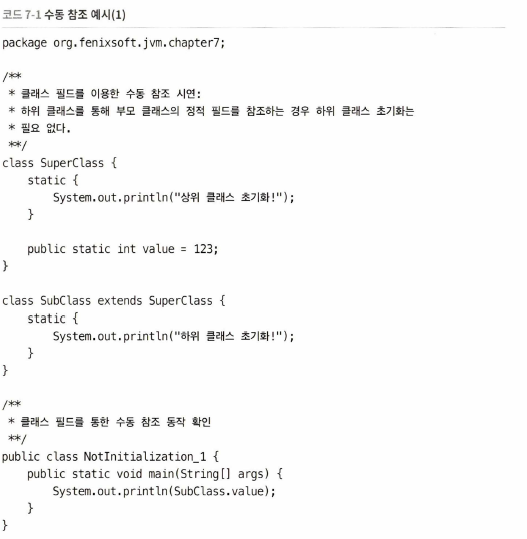 코드 7-1 수동 참조 예시(1)
package org.fenixsoft.jvm.chapter7;
/**
 * 클래스 필드를 이용한 수동 참조 시연:
 * 하위 클래스를 통해 부모 클래스의 정적 필드를 참조하는 경우 하위 클래스 초기화는
 * 필요 없다.
 **/
class SuperClass {
    static {
        System.out.println("상위 클래스 초기화!");
    }
    public static int value = 123;
}
class SubClass extends SuperClass {
    static {
        System.out.println("하위 클래스 초기화!");
    }
}
/**
 * 클래스 필드를 통한 수동 참조 동작 확인
 **/
public class NotInitialization_1 {
    public static void main(String[] args) {
        System.out.println(SubClass.value);
    }
}